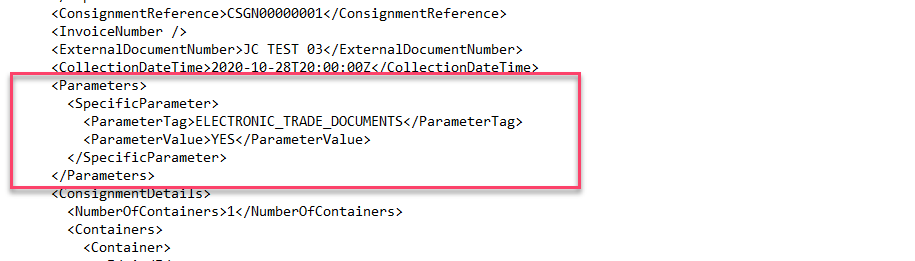 <ConsignmentReference>CSGN00000001</ConsignmentReference>
<InvoiceNumber />
<ExternalDocumentNumber>JC TEST 03</ExternalDocumentNumber>
<CollectionDateTime>2020-10-28T20:00:00Z</CollectionDateTime>
<Parameters>
<SpecificParameter>
<ParameterTag>ELECTRONIC_TRADE_DOCUMENTS</ParameterTag>
<ParameterValue>YES</ParameterValue>
</SpecificParameter>
</Parameters>
<ConsignmentDetails>
<NumberOfContainers>1</NumberOfContainers>
<Containers>
<Container>